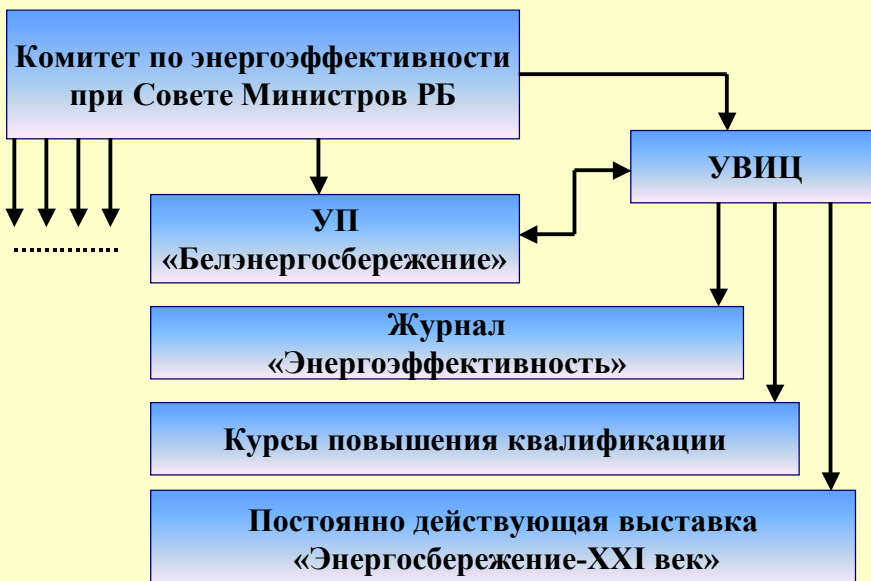 Комитет по энергоэффективности
при Совете Министров РБ
УВИЦ
УП
«Белэнергосбережение»
Журнал
«Энергоэффективность»
Курсы повышения квалификации
Постоянно действующая выставка
«Энергосбережение-XXI век»